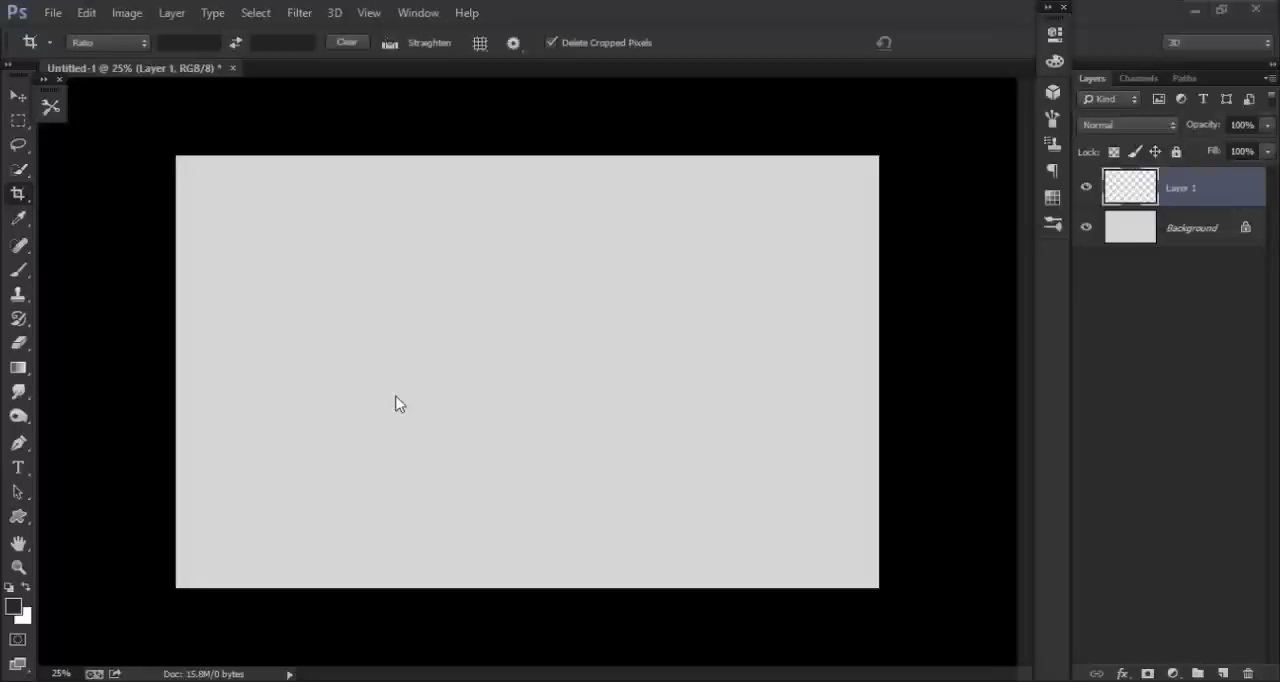 Ps File Edit Image Layer Type Select Filter 3D View Window Help
Ratio Clear Straighten Delete Cropped Pixels 3D
Untitled-1 @ 25% (Layer 1, RGB/8) * ×
Layers Channels Paths
Kind
Normal Opacity: 100%
Lock: Fill: 100%
Layer 1
Background
25% Doc: 15.8M/0 bytes